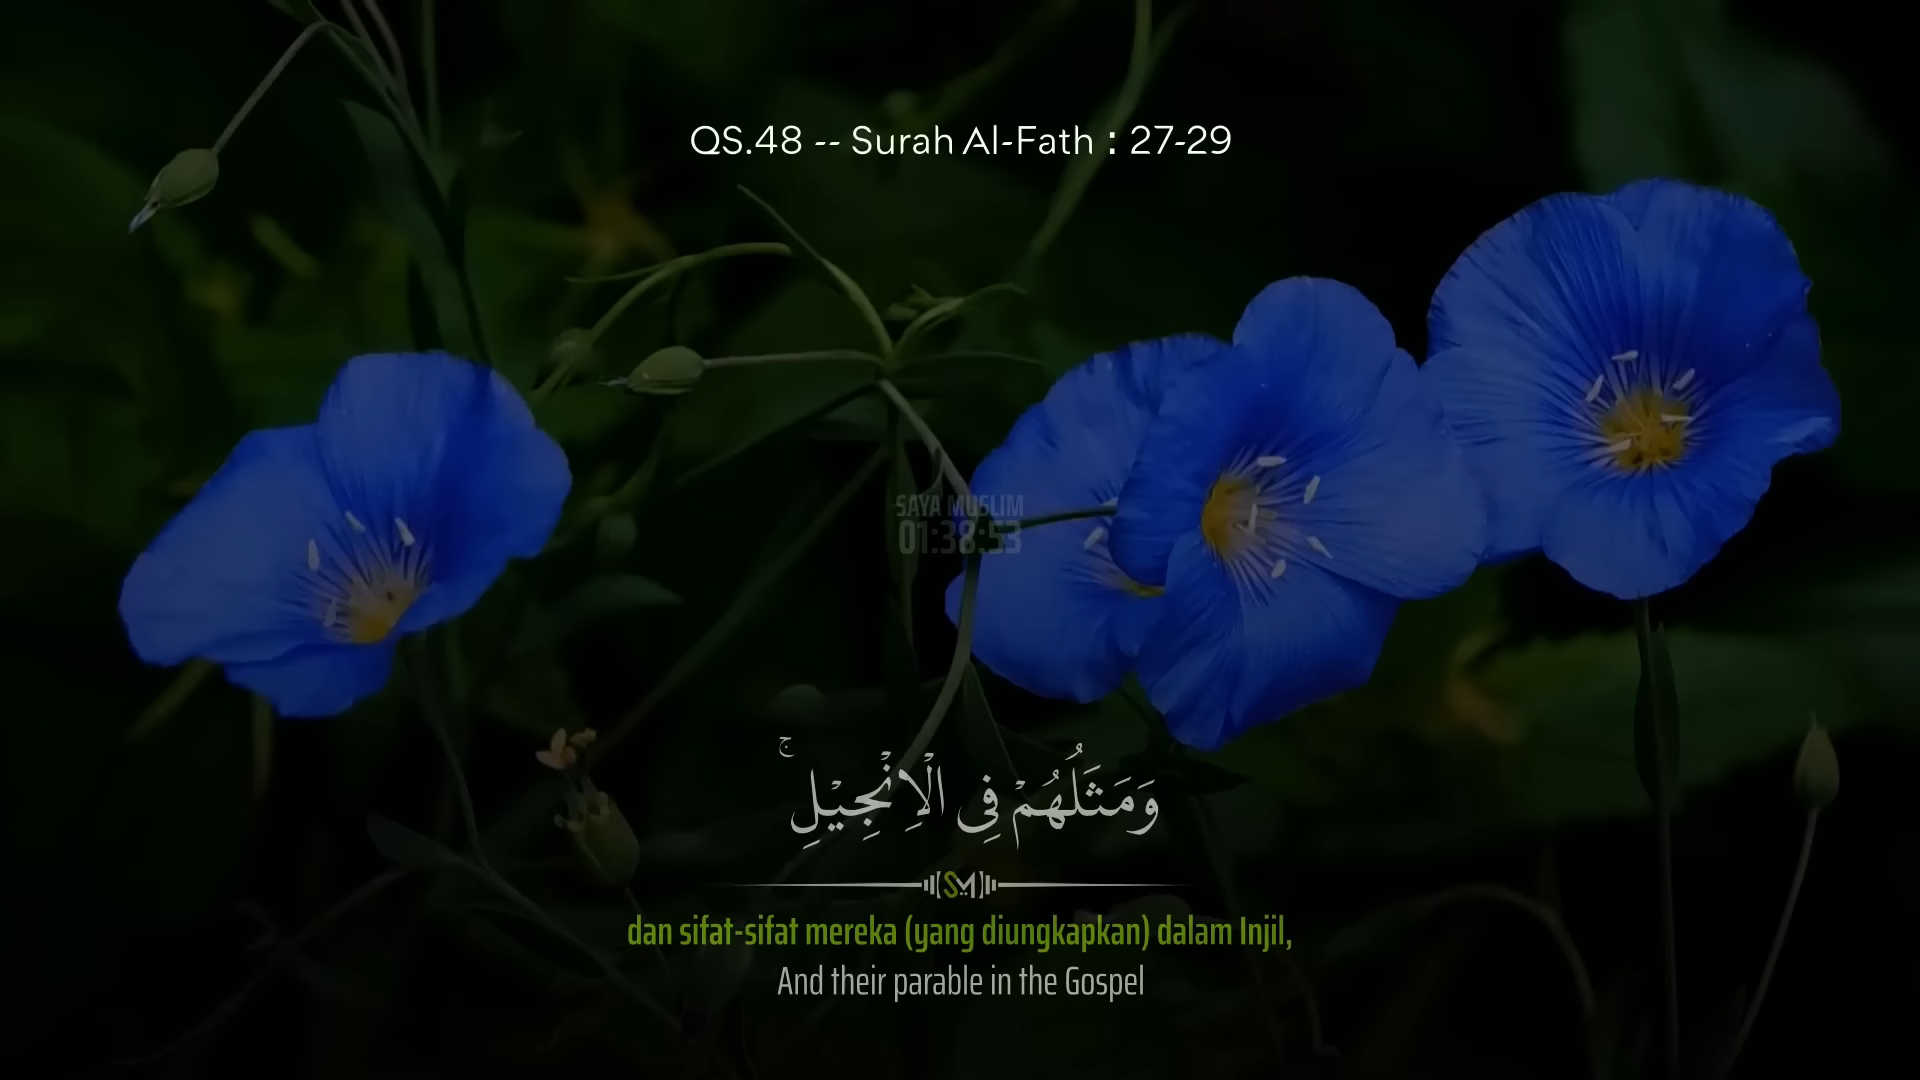 QS.48 -- Surah Al-Fath : 27-29
SAYA MUSLIM
01:38:53
وَمَثَلُهُمْ فِى الْاِنْجِيْلِۚ
SM
dan sifat-sifat mereka (yang diungkapkan) dalam Injil,
And their parable in the Gospel